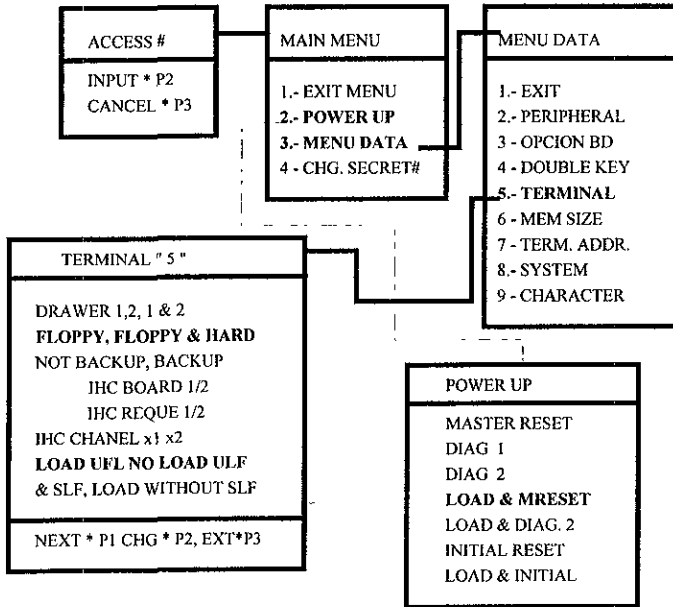 ACCESS #
INPUT * P2
CANCEL * P3
MAIN MENU
1.- EXIT MENU
2.- POWER UP
3.- MENU DATA
4 - CHG. SECRET#
MENU DATA
1.- EXIT
2.- PERIPHERAL
3 - OPCION BD
4 - DOUBLE KEY
5.- TERMINAL
6 - MEM SIZE
7 - TERM. ADDR.
8.- SYSTEM
9 - CHARACTER
TERMINAL " 5 "
DRAWER 1,2, 1 & 2
FLOPPY, FLOPPY & HARD
NOT BACKUP, BACKUP
IHC BOARD 1/2
IHC REQUE 1/2
IHC CHANEL x1 x2
LOAD UFL NO LOAD ULF
& SLF, LOAD WITHOUT SLF
NEXT * P1 CHG * P2, EXT*P3
POWER UP
MASTER RESET
DIAG 1
DIAG 2
LOAD & MRESET
LOAD & DIAG. 2
INITIAL RESET
LOAD & INITIAL